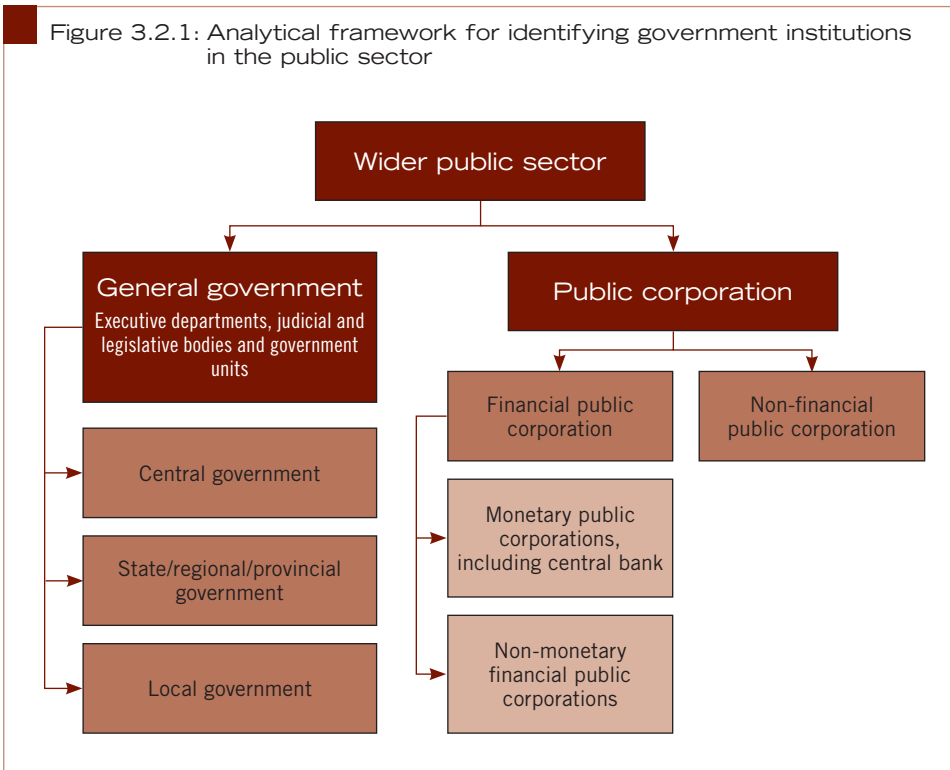 Figure 3.2.1: Analytical framework for identifying government institutions
in the public sector
Wider public sector
General government
Executive departments, judicial and
legislative bodies and government
units
Central government
State/regional/provincial
government
Local government
Public corporation
Financial public
corporation
Monetary public
corporations,
including central bank
Non-monetary
financial public
corporations
Non-financial
public corporation